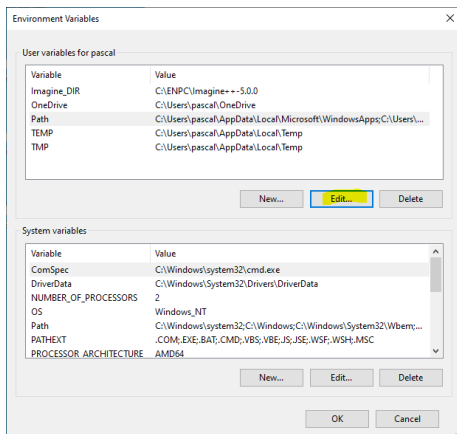 Environment Variables
User variables for pascal
Variable Value
Imagine_DIR C:\ENPC\Imagine++-5.0.0
OneDrive C:\Users\pascal\OneDrive
Path C:\Users\pascal\AppData\Local\Microsoft\WindowsApps;C:\Users\...
TEMP C:\Users\pascal\AppData\Local\Temp
TMP C:\Users\pascal\AppData\Local\Temp
New... Edit... Delete
System variables
Variable Value
ComSpec C:\Windows\system32\cmd.exe
DriverData C:\Windows\System32\Drivers\DriverData
NUMBER_OF_PROCESSORS 2
OS Windows_NT
Path C:\Windows\system32;C:\Windows;C:\Windows\System32\Wbem;...
PATHEXT .COM;.EXE;.BAT;.CMD;.VBS;.VBE;.JS;.JSE;.WSF;.WSH;.MSC
PROCESSOR_ARCHITECTURE AMD64
New... Edit... Delete
OK Cancel